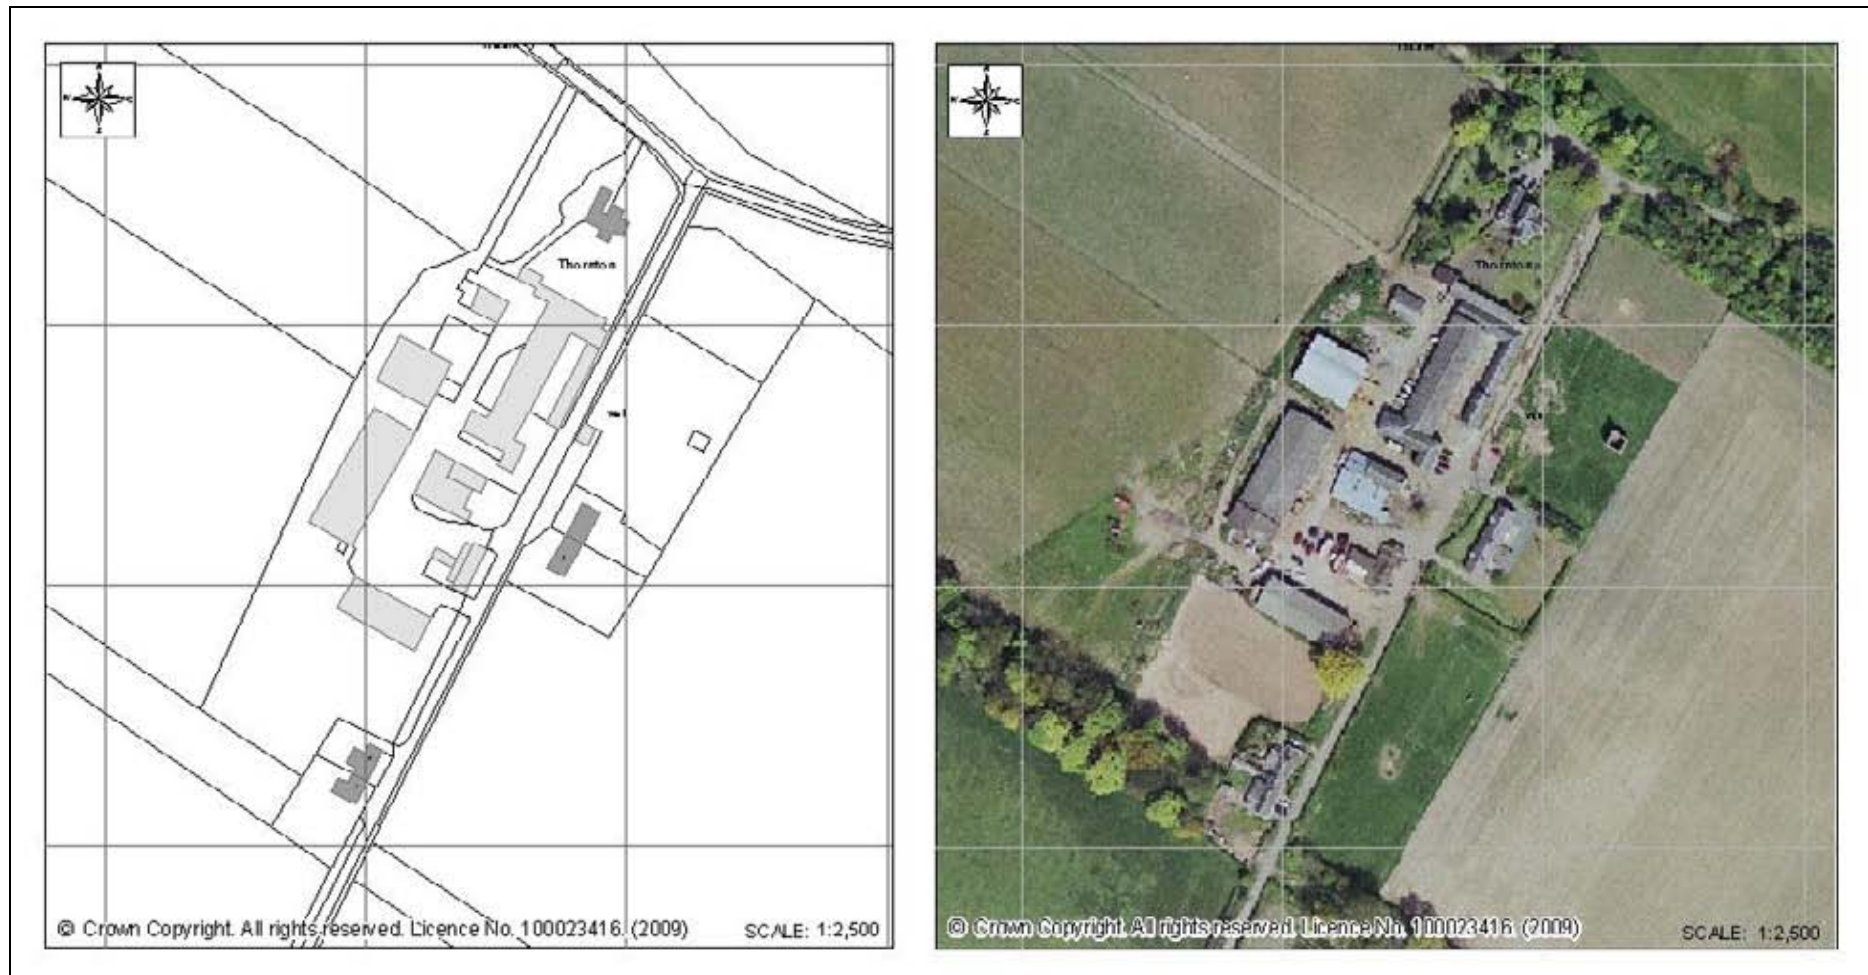 Thornton
© Crown Copyright. All rights reserved. Licence No. 100023416. (2009)
SCALE: 1:2,500
Thornton
© Crown Copyright. All rights reserved. Licence No. 100023416. (2009)
SCALE: 1:2,500